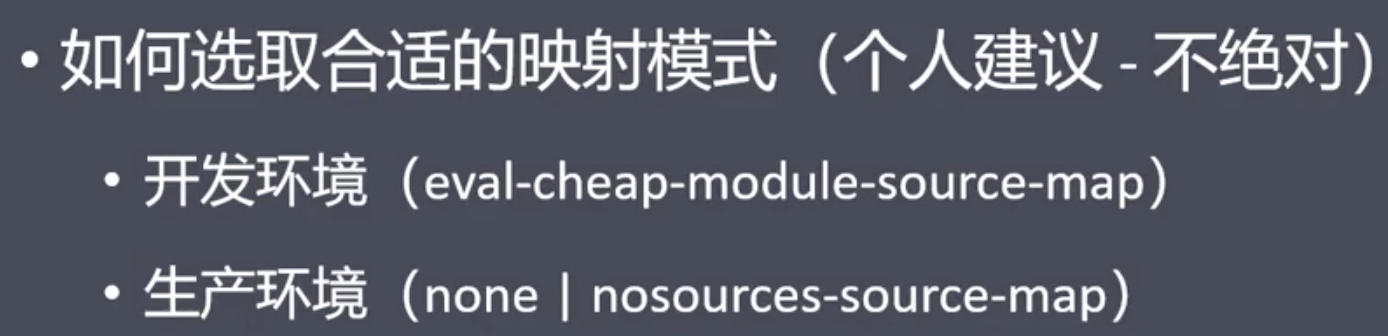 • 如何选取合适的映射模式（个人建议 - 不绝对）
• 开发环境（eval-cheap-module-source-map）
• 生产环境（none | nosources-source-map）